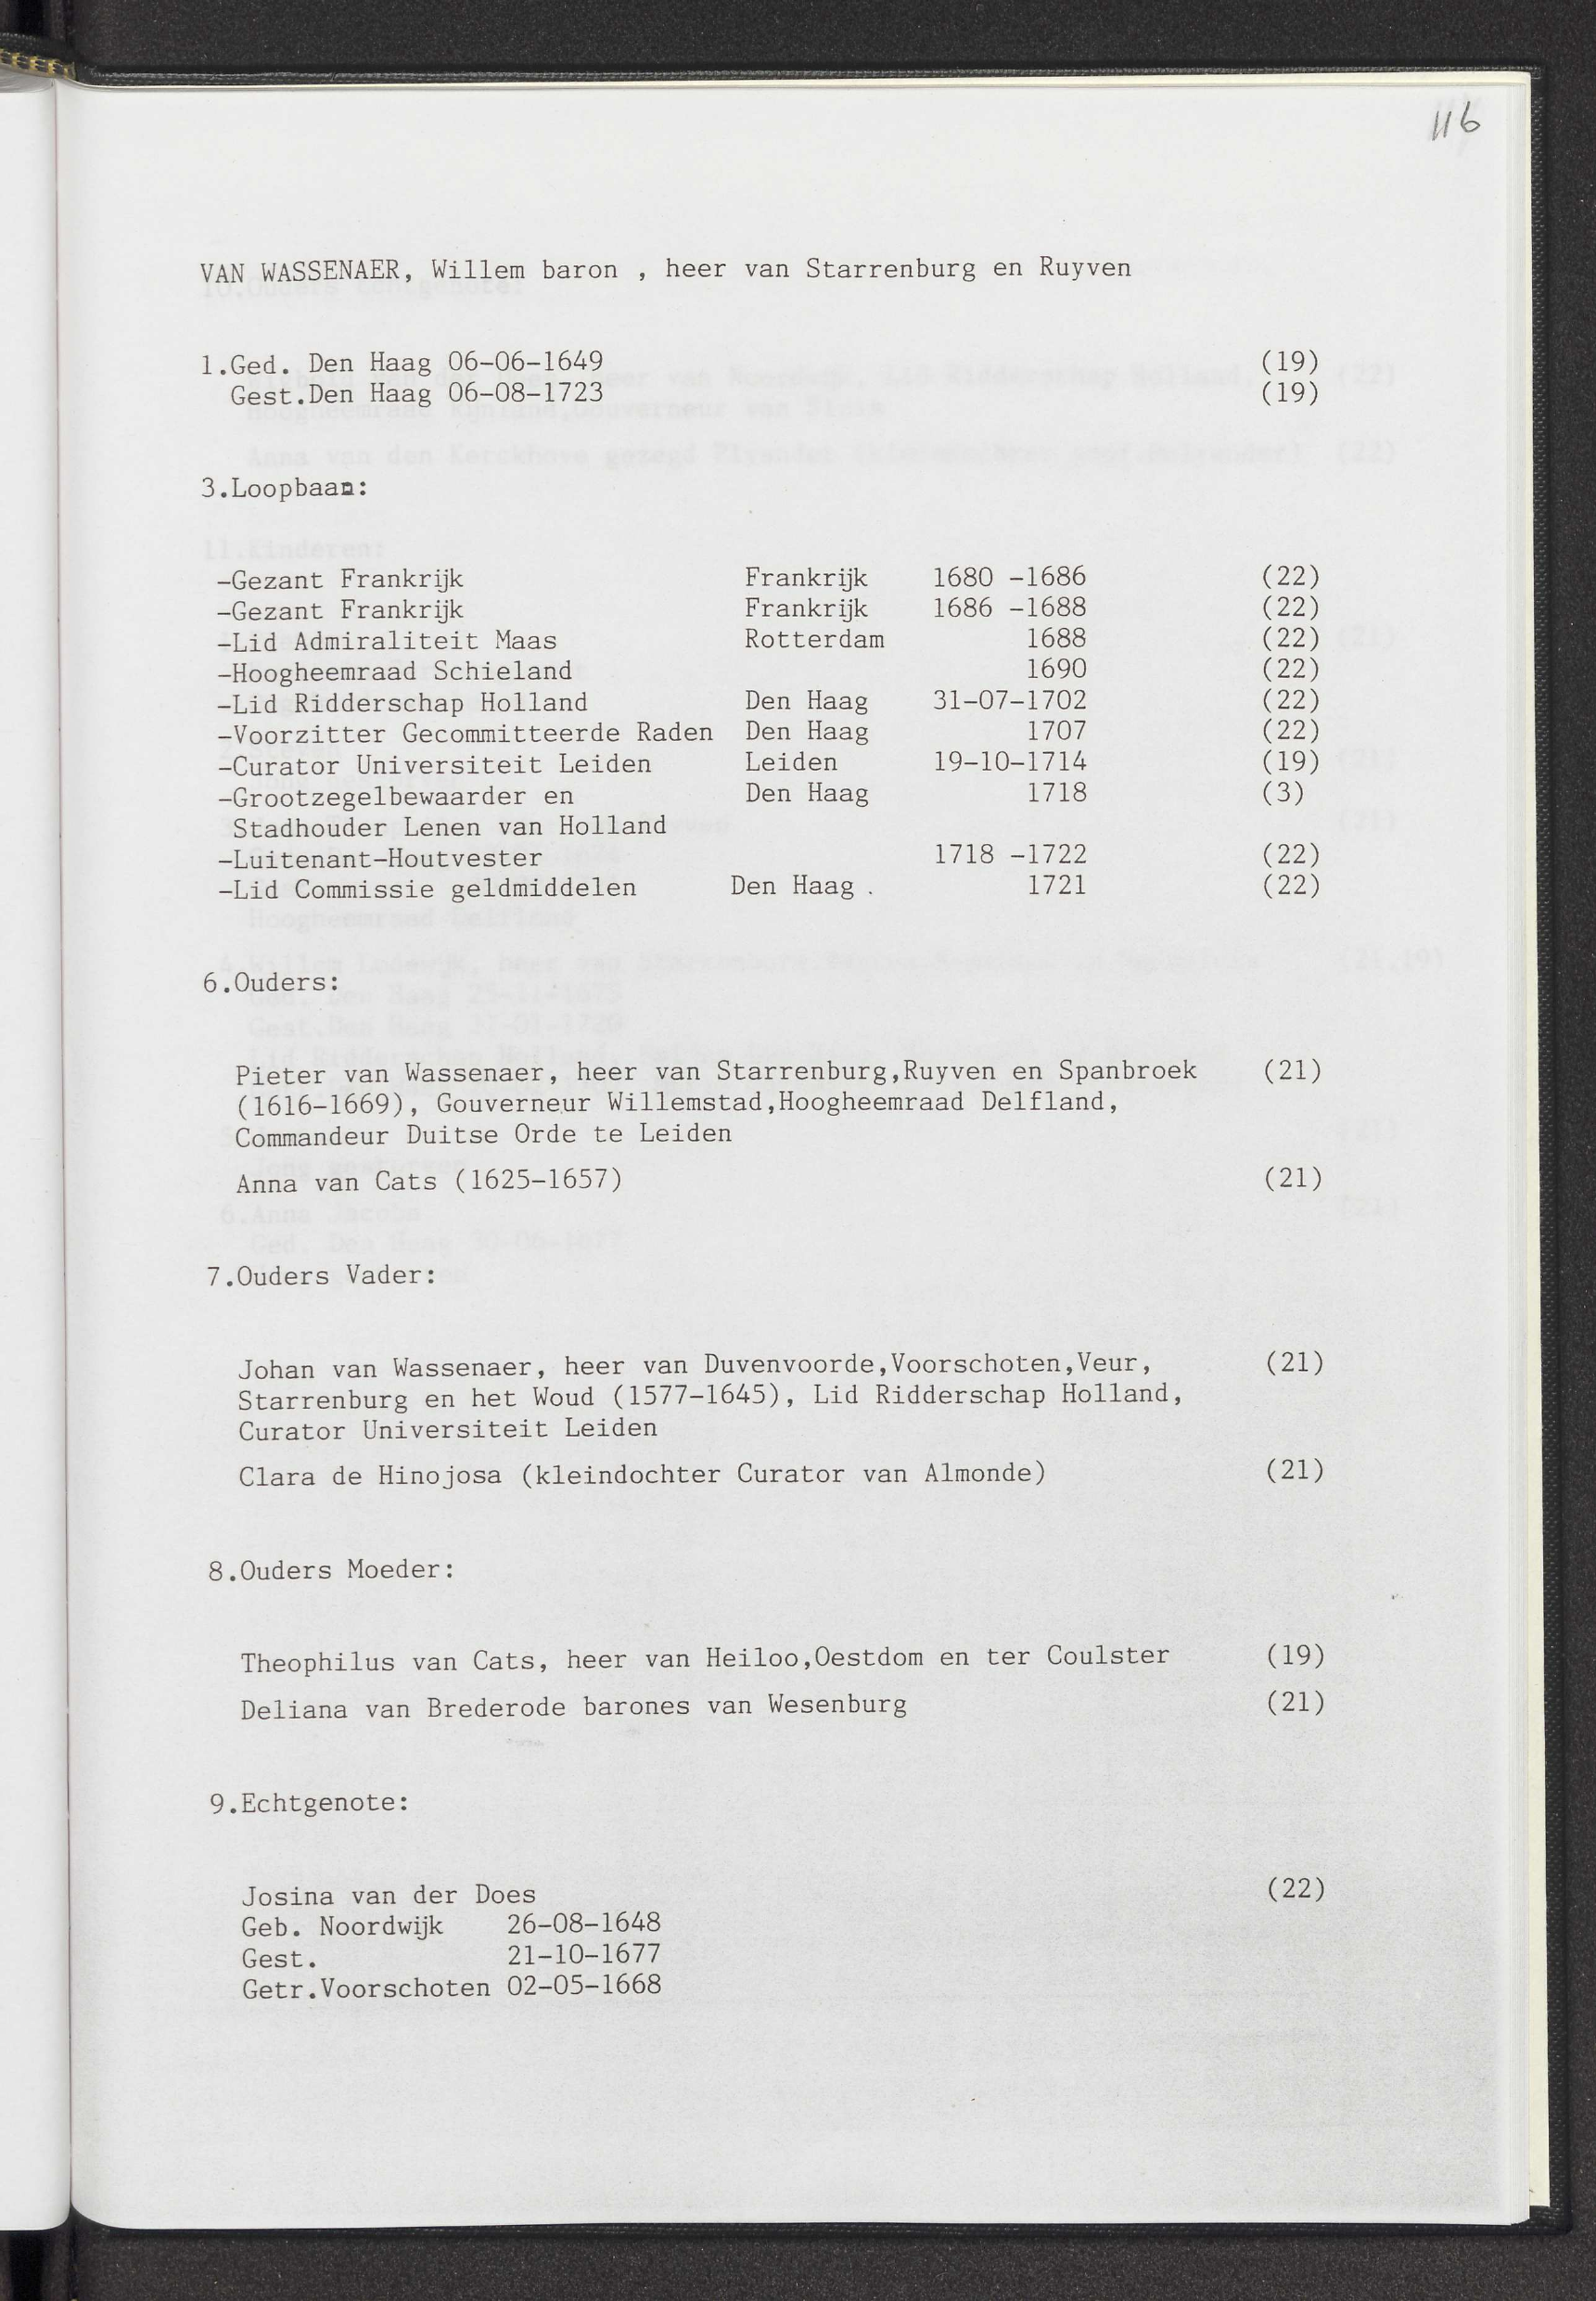 116
VAN WASSENAER, Willem baron , heer van Starrenburg en Ruyven
1.Ged. Den Haag 06-06-1649 (19)
Gest.Den Haag 06-08-1723 (19)
3.Loopbaan:
-Gezant Frankrijk Frankrijk 1680 -1686 (22)
-Gezant Frankrijk Frankrijk 1686 -1688 (22)
-Lid Admiraliteit Maas Rotterdam 1688 (22)
-Hoogheemraad Schieland 1690 (22)
-Lid Ridderschap Holland Den Haag 31-07-1702 (22)
-Voorzitter Gecommitteerde Raden Den Haag 1707 (22)
-Curator Universiteit Leiden Leiden 19-10-1714 (19)
-Grootzegelbewaarder en Den Haag 1718 (3)
Stadhouder Lenen van Holland
-Luitenant-Houtvester 1718 -1722 (22)
-Lid Commissie geldmiddelen Den Haag . 1721 (22)
6.Ouders:
Pieter van Wassenaer, heer van Starrenburg,Ruyven en Spanbroek (21)
(1616-1669), Gouverneur Willemstad,Hoogheemraad Delfland,
Commandeur Duitse Orde te Leiden
Anna van Cats (1625-1657) (21)
7.Ouders Vader:
Johan van Wassenaer, heer van Duvenvoorde,Voorschoten,Veur, (21)
Starrenburg en het Woud (1577-1645), Lid Ridderschap Holland,
Curator Universiteit Leiden
Clara de Hinojosa (kleindochter Curator van Almonde) (21)
8.Ouders Moeder:
Theophilus van Cats, heer van Heiloo,Oestdom en ter Coulster (19)
Deliana van Brederode barones van Wesenburg (21)
9.Echtgenote:
Josina van der Does (22)
Geb. Noordwijk 26-08-1648
Gest. 21-10-1677
Getr.Voorschoten 02-05-1668